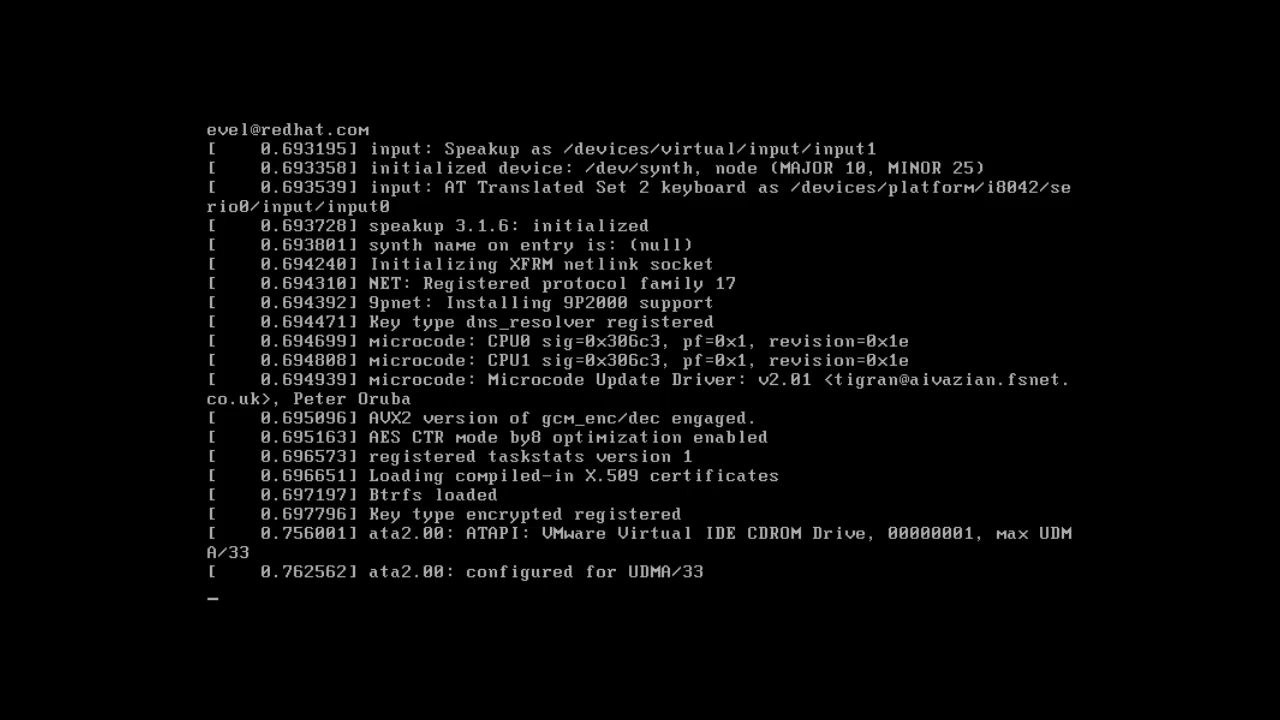 evel@redhat.com
[    0.693195] input: Speakup as /devices/virtual/input/input1
[    0.693358] initialized device: /dev/synth, node (MAJOR 10, MINOR 25)
[    0.693539] input: AT Translated Set 2 keyboard as /devices/platform/i8042/se
rio0/input/input0
[    0.693728] speakup 3.1.6: initialized
[    0.693801] synth name on entry is: (null)
[    0.694240] Initializing XFRM netlink socket
[    0.694310] NET: Registered protocol family 17
[    0.694392] 9pnet: Installing 9P2000 support
[    0.694471] Key type dns_resolver registered
[    0.694699] microcode: CPU0 sig=0x306c3, pf=0x1, revision=0x1e
[    0.694808] microcode: CPU1 sig=0x306c3, pf=0x1, revision=0x1e
[    0.694939] microcode: Microcode Update Driver: v2.01 <tigran@aivazian.fsnet.
co.uk>, Peter Oruba
[    0.695096] AVX2 version of gcm_enc/dec engaged.
[    0.695163] AES CTR mode by8 optimization enabled
[    0.696573] registered taskstats version 1
[    0.696651] Loading compiled-in X.509 certificates
[    0.697197] Btrfs loaded
[    0.697796] Key type encrypted registered
[    0.756001] ata2.00: ATAPI: VMware Virtual IDE CDROM Drive, 00000001, max UDM
A/33
[    0.762562] ata2.00: configured for UDMA/33
_